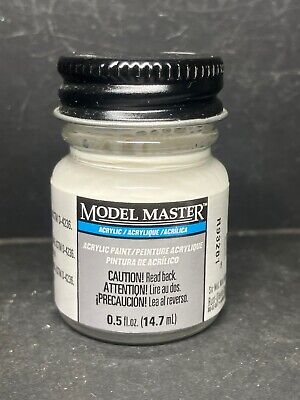 MODEL MASTER™
ACRYLIC / ACRYLIQUE / ACRÍLICA
ACRYLIC PAINT/PEINTURE ACRYLIQUE
PINTURA DE ACRÍLICO
CAUTION! Read back.
ATTENTION! Lire au dos.
¡PRECAUCIÓN! Lea al reverso.
0.5 fl.oz. (14.7 mL)